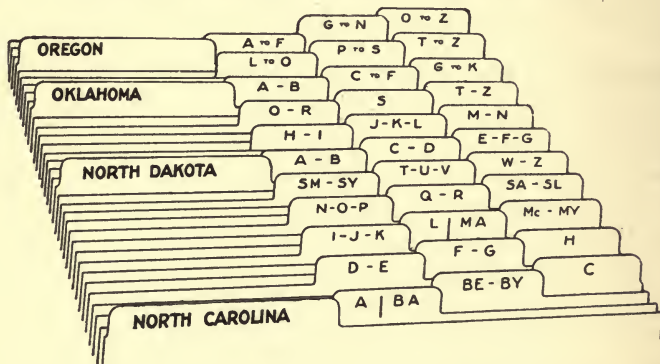 G TO N O TO Z
OREGON A TO F P TO S T TO Z
L TO O C TO F G TO K
OKLAHOMA A - B S T - Z
O - R J-K-L M - N
H - I C - D E-F-G
NORTH DAKOTA A - B T-U-V W - Z
SM-SY Q - R SA - SL
N-O-P L | MA Mc - MY
I-J-K F - G H
D - E BE-BY C
NORTH CAROLINA A | BA